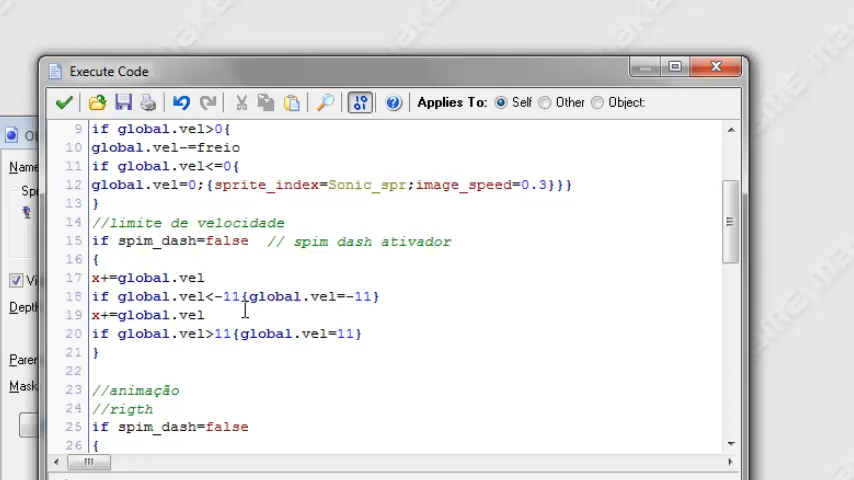 Execute Code
Applies To: Self Other Object:
9 if global.vel>0{
10 global.vel-=freio
11 if global.vel<=0{
12 global.vel=0;{sprite_index=Sonic_spr;image_speed=0.3}}}
13 }
14 //limite de velocidade
15 if spim_dash=false // spim dash ativador
16 {
17 x+=global.vel
18 if global.vel<-11{global.vel=-11}
19 x+=global.vel
20 if global.vel>11{global.vel=11}
21 }
22
23 //animação
24 //rigth
25 if spim_dash=false
26 {
Name
Spr
Vi
Depth
Parer
Mask